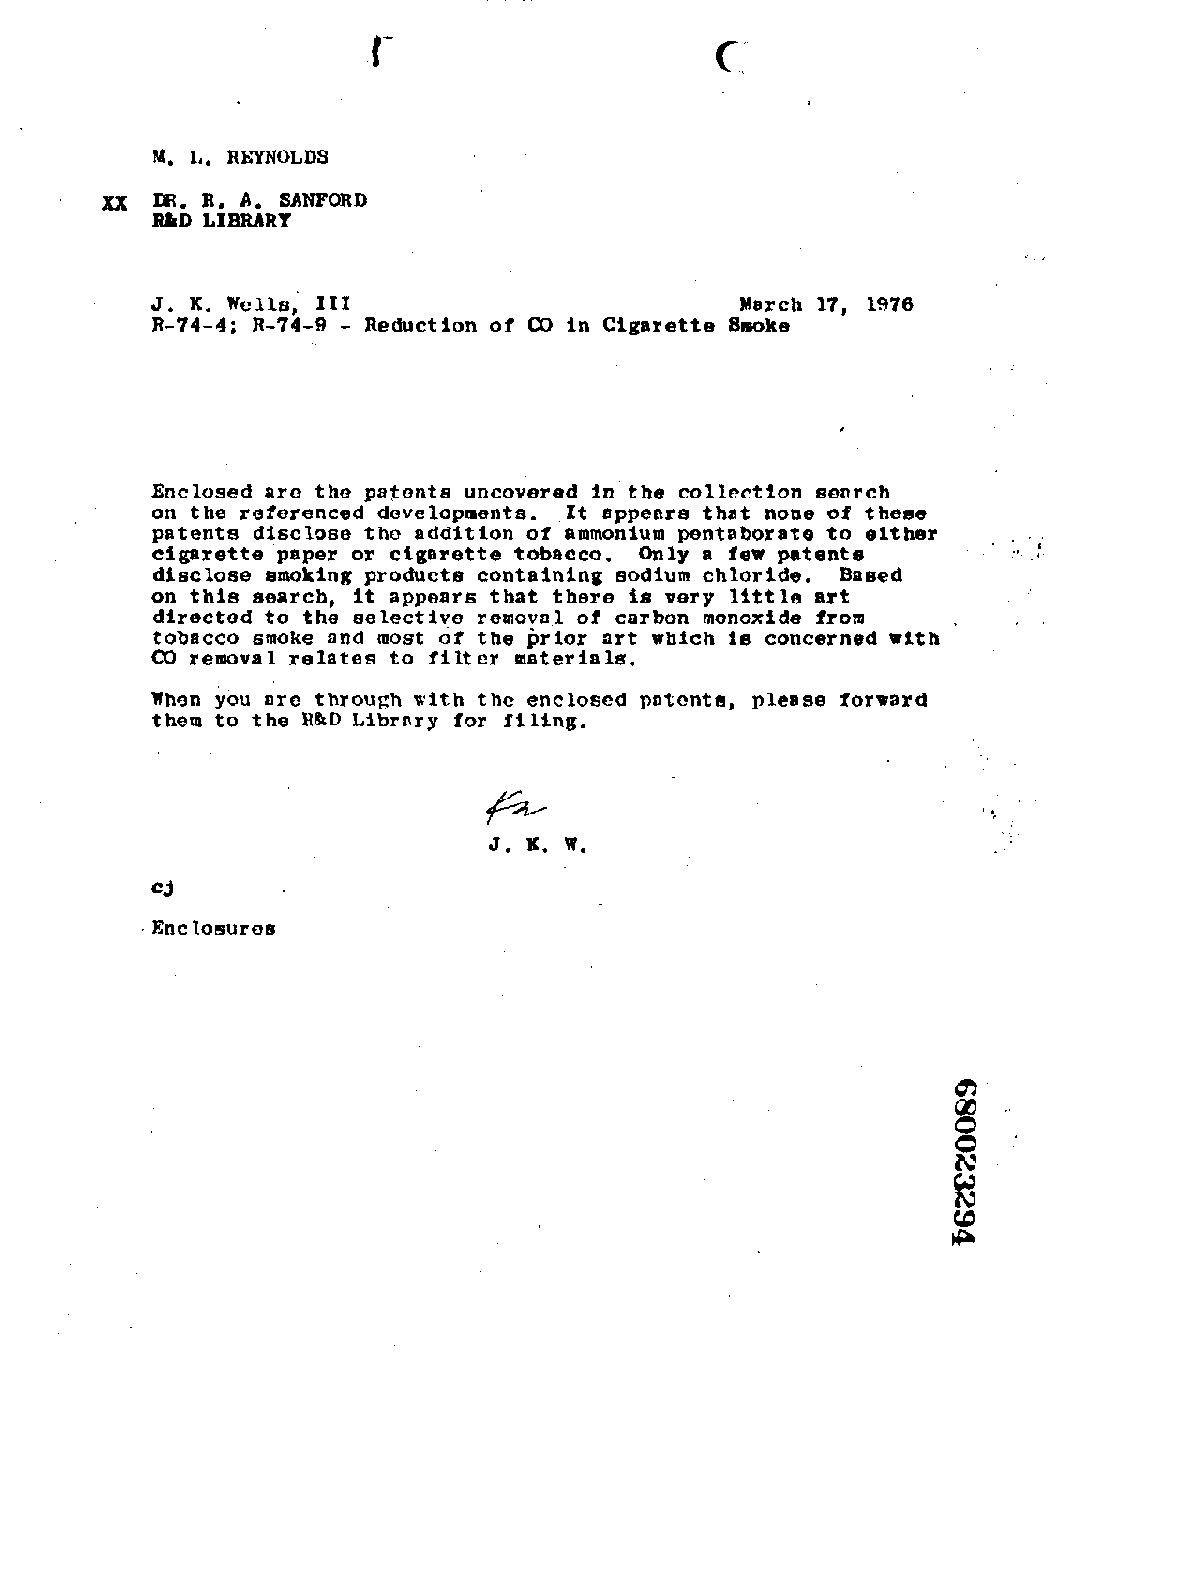 M. L. REYNOLDS
XX DR. R. A. SANFORD
R&D LIBRARY
J. K. Wells, III March 17, 1976
R-74-4; R-74-9 - Reduction of CO in Cigarette Smoke
Enclosed are the patents uncovered in the collection search
on the referenced developments. It appears that none of these
patents disclose the addition of ammonium pentaborate to either
cigarette paper or cigarette tobacco. Only a few patents
disclose smoking products containing sodium chloride. Based
on this search, it appears that there is very little art
directed to the selective removal of carbon monoxide from
tobacco smoke and most of the prior art which is concerned with
CO removal relates to filter materials.
When you are through with the enclosed patents, please forward
them to the R&D Library for filing.
J. K. W.
cj
Enclosures
680023294